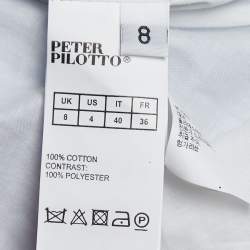 8
PETER
PILOTTO®
UK US IT FR
8 4 40 36
100% COTTON
CONTRAST:
100% POLYESTER
P